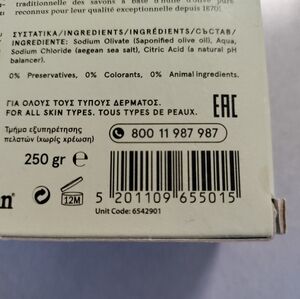 traditionnelle des savons à base d'huile d'olive purs
reconnus pour leur qualité exceptionnelle depuis 1870.
ΣΥΣΤΑΤΙΚΑ/INGREDIENTS/INGRÉDIENTS/СЪСТАВ/
INGREDIENTE: Sodium Olivate (Saponified olive oil), Aqua,
Sodium Chloride (aegean sea salt), Citric Acid (a natural pH
balancer).
0% Preservatives, 0% Colorants, 0% Animal ingredients.
ΓΙΑ ΟΛΟΥΣ ΤΟΥΣ ΤΥΠΟΥΣ ΔΕΡΜΑΤΟΣ.
FOR ALL SKIN TYPES. TOUS TYPES DE PEAUX.
EAC
Τμήμα εξυπηρέτησης
πελατών (χωρίς χρέωση)
800 11 987 987
250 gr e
12M
5 201109 655015
Unit Code: 6542901